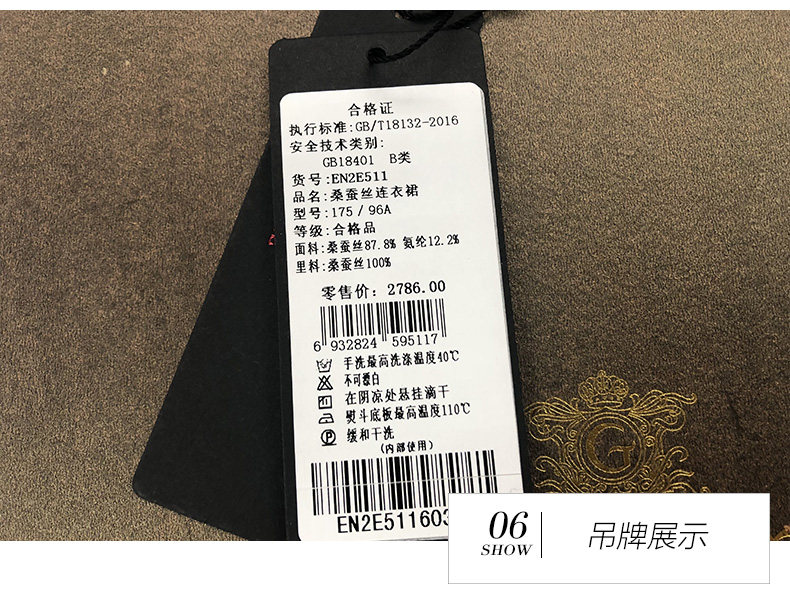 合格证
执行标准:GB/T18132-2016
安全技术类别:
GB18401 B类
货号:EN2E511
品名:桑蚕丝连衣裙
型号:175/96A
等级:合格品
面料:桑蚕丝87.8% 氨纶12.2%
里料:桑蚕丝100%
零售价: 2786.00
6 932824 595117
手洗最高洗涤温度40℃
不可漂白
在阴凉处悬挂滴干
熨斗底板最高温度110℃
缓和干洗
(内部使用)
EN2E51160
G
06
SHOW
吊牌展示